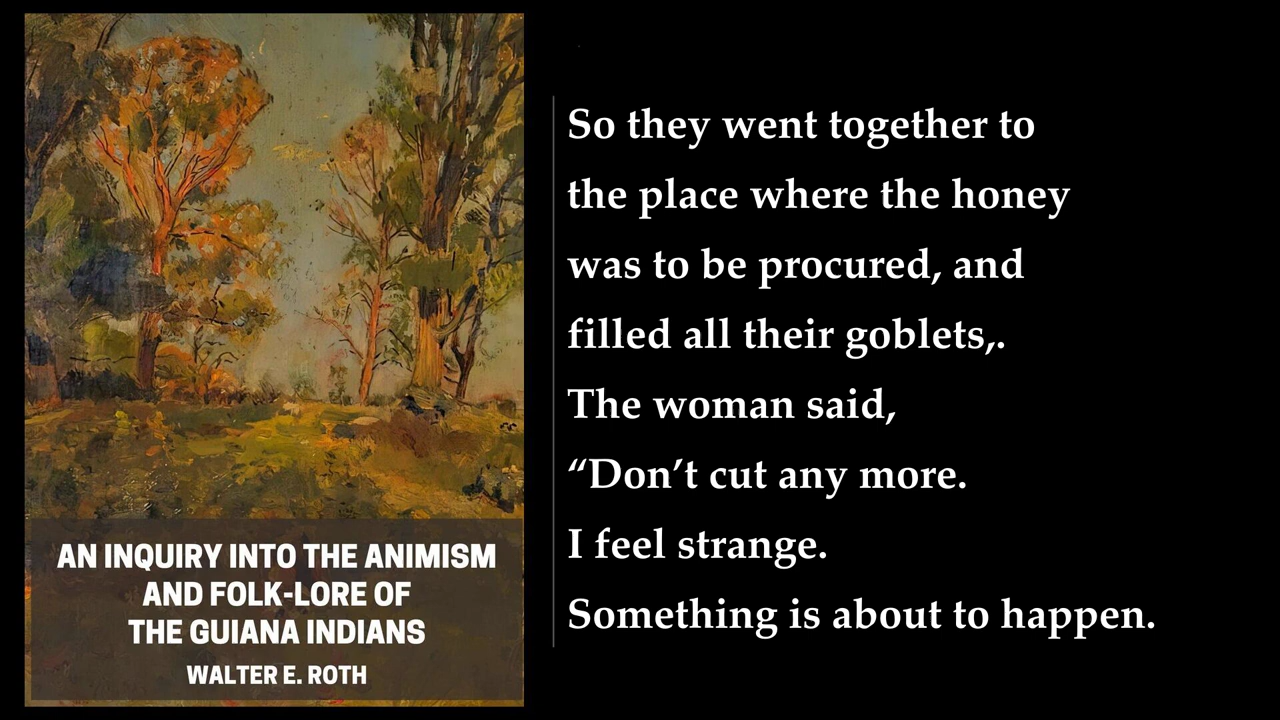 AN INQUIRY INTO THE ANIMISM
AND FOLK-LORE OF
THE GUIANA INDIANS
WALTER E. ROTH
So they went together to
the place where the honey
was to be procured, and
filled all their goblets,.
The woman said,
“Don’t cut any more.
I feel strange.
Something is about to happen.